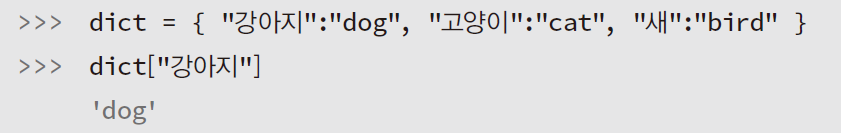 >>> dict = { "강아지":"dog", "고양이":"cat", "새":"bird" }
>>> dict["강아지"]
'dog'